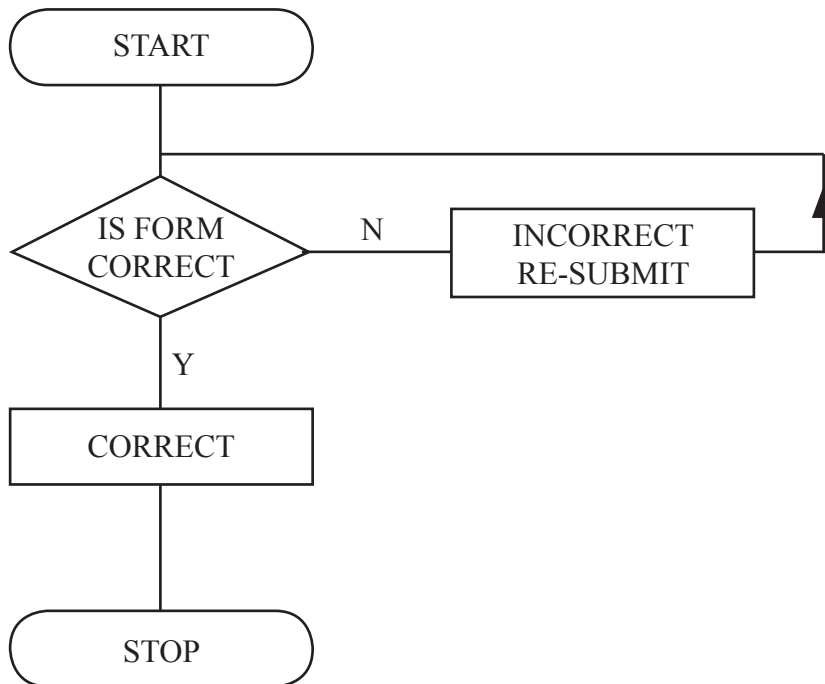 START
IS FORM
CORRECT
N
INCORRECT
RE-SUBMIT
Y
CORRECT
STOP